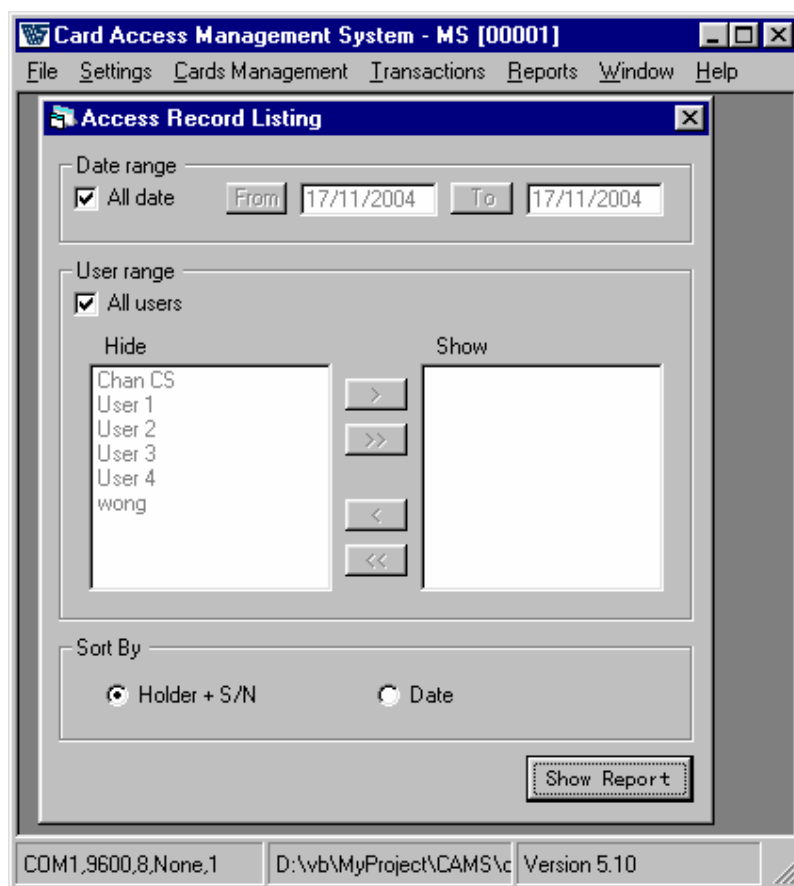 Card Access Management System - MS [00001]
File Settings Cards Management Transactions Reports Window Help
Access Record Listing
Date range
All date From 17/11/2004 To 17/11/2004
User range
All users
Hide Show
Chan CS
User 1
User 2
User 3
User 4
wong
>
>>
<
<<
Sort By
Holder + S/N Date
Show Report
COM1,9600,8,None,1 D:\vb\MyProject\CAMS\c Version 5.10